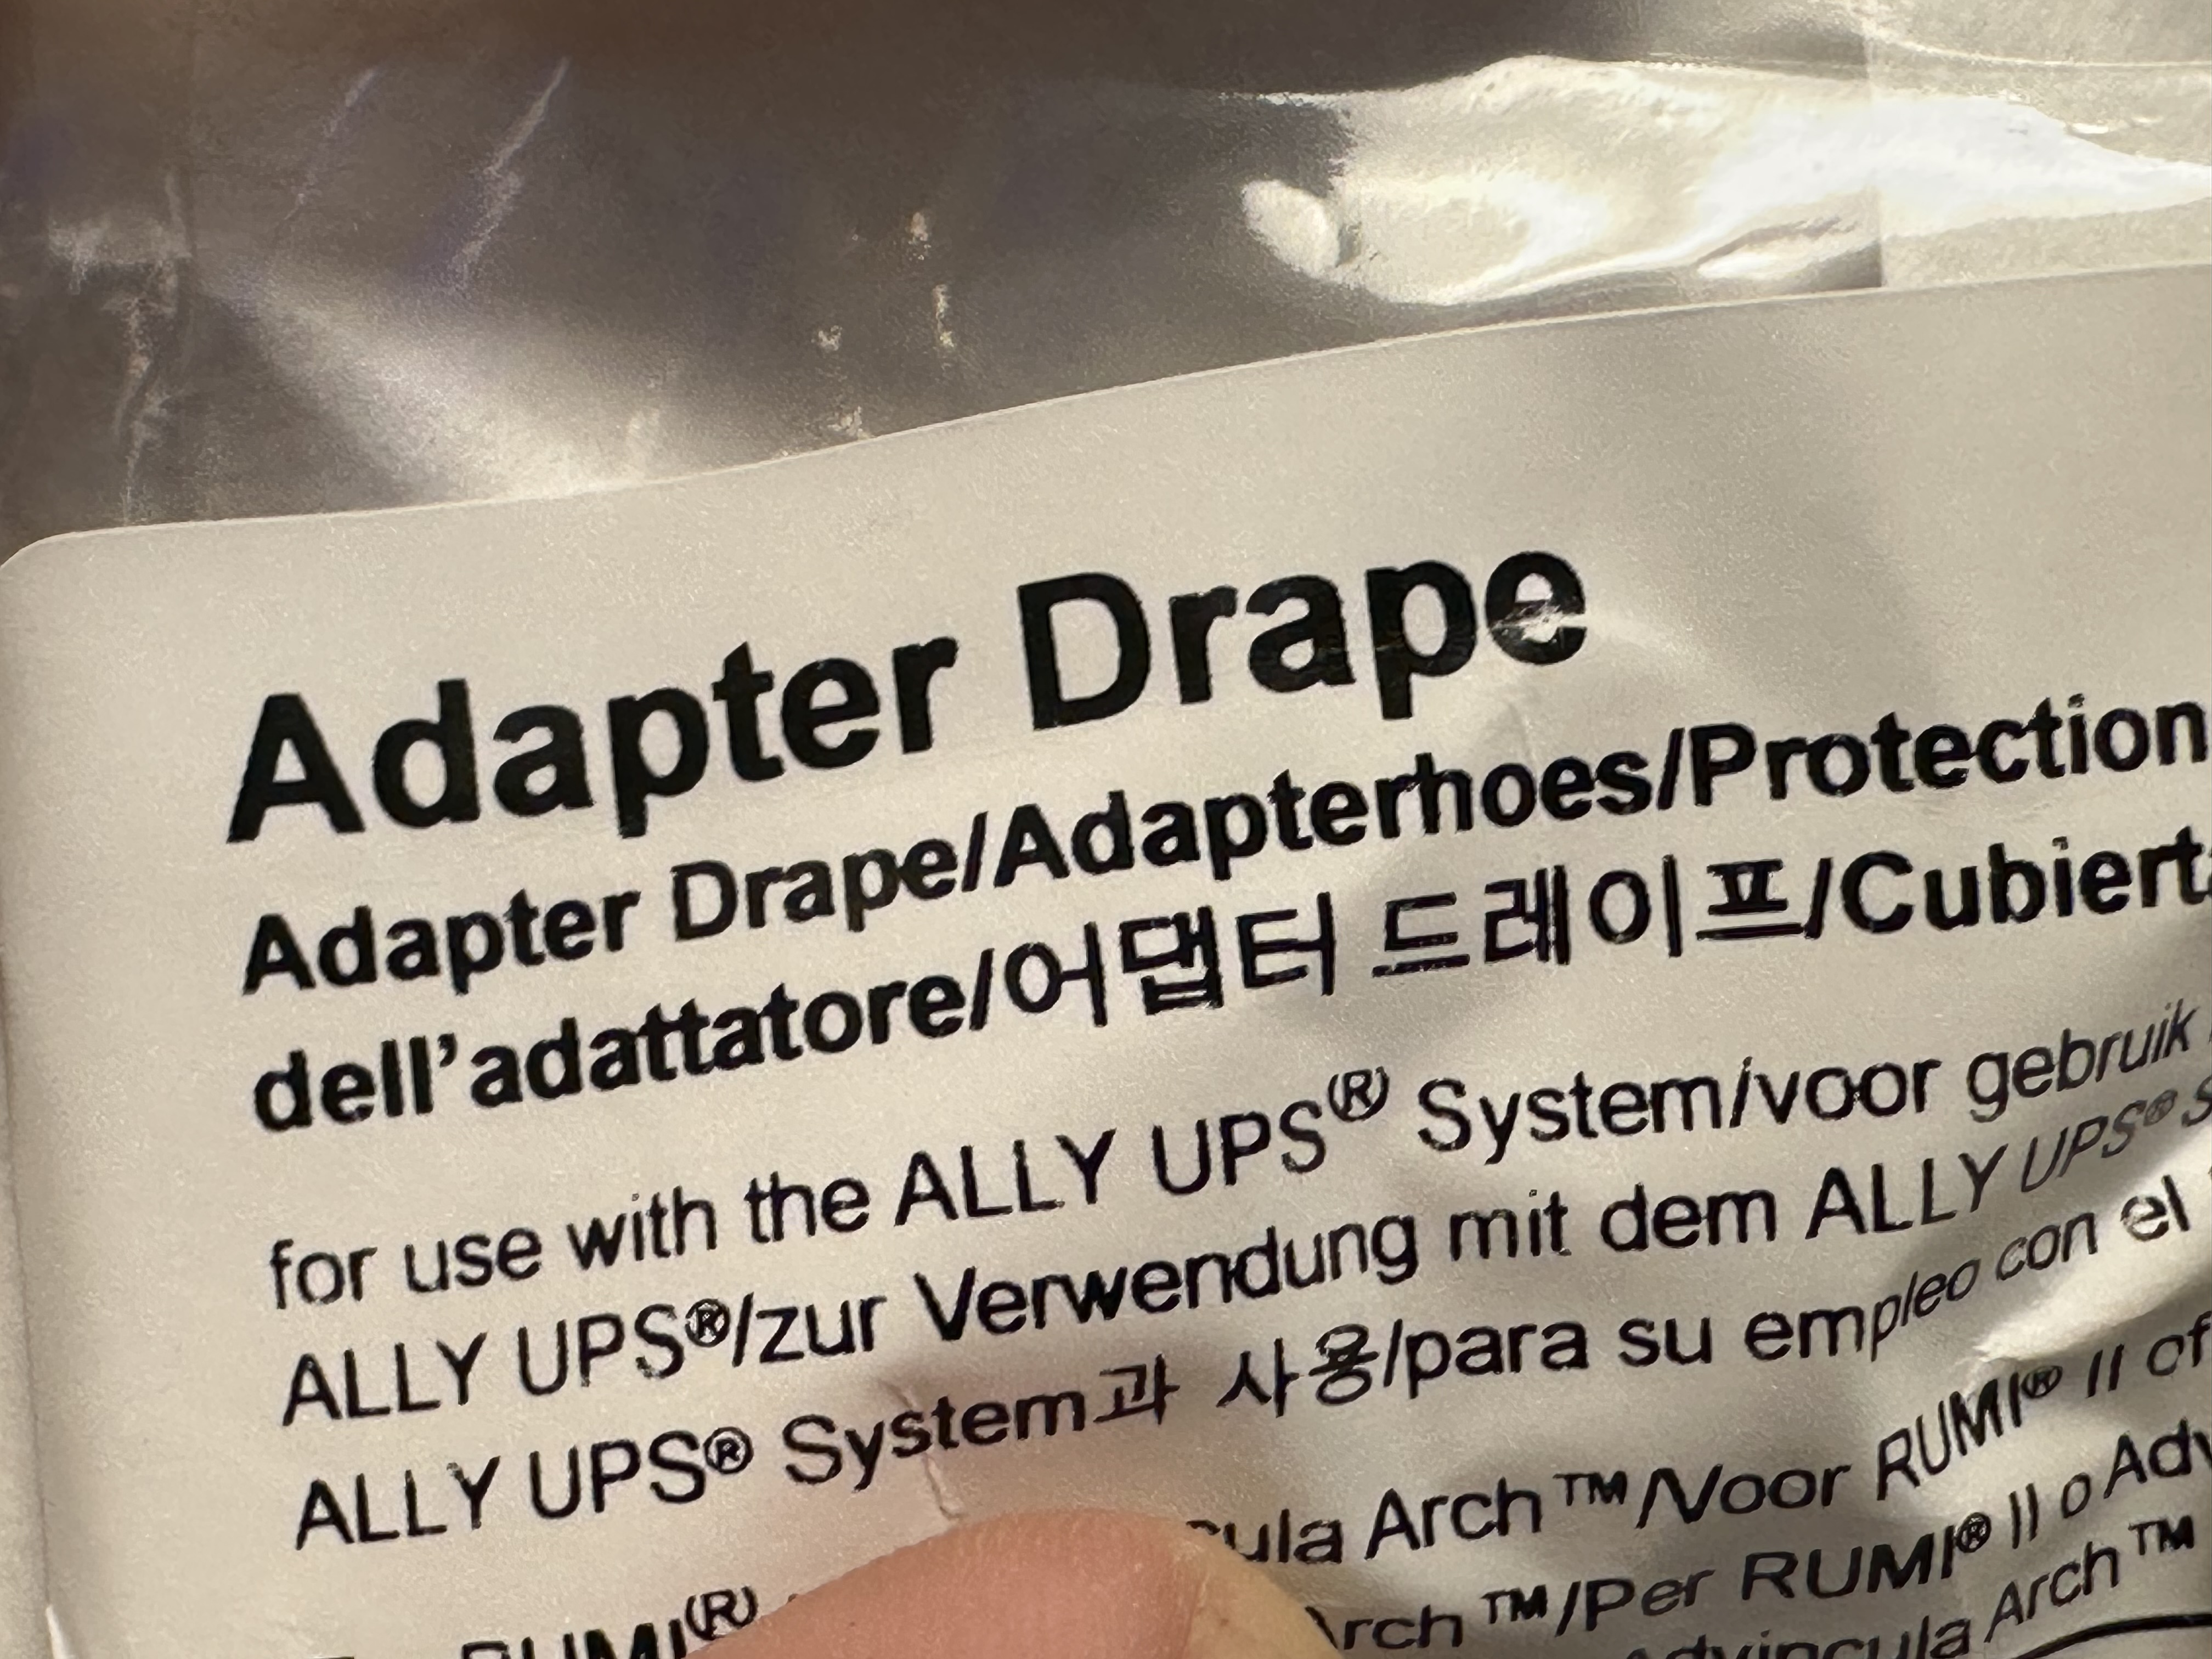 Adapter Drape
Adapter Drape/Adapterhoes/Protection
dell’adattatore/어댑터 드레이프/Cubierta
for use with the ALLY UPS(R) System/voor gebruik
ALLY UPS®/zur Verwendung mit dem ALLY UPS®
ALLY UPS® System과 사용/para su empleo con el
Arch™/Voor RUMI® II of
RUMI(R) Arch™/Per RUMI® II o
Advincula Arch™